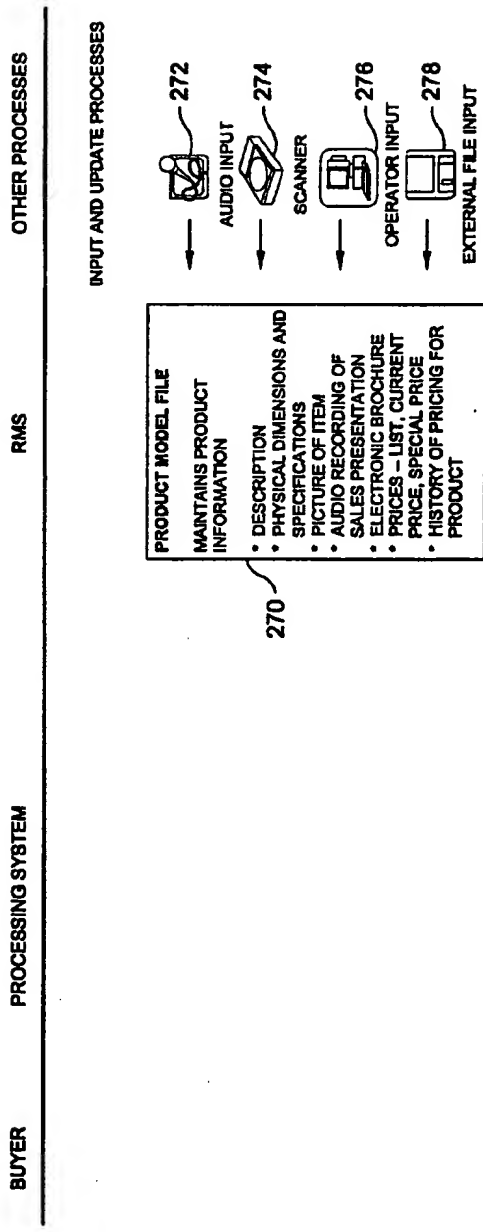 BUYER PROCESSING SYSTEM RMS OTHER PROCESSES
INPUT AND UPDATE PROCESSES
PRODUCT MODEL FILE
MAINTAINS PRODUCT
INFORMATION
• DESCRIPTION
• PHYSICAL DIMENSIONS AND
SPECIFICATIONS
• PICTURE OF ITEM
• AUDIO RECORDING OF
SALES PRESENTATION
• ELECTRONIC BROCHURE
• PRICES – LIST, CURRENT
PRICE, SPECIAL PRICE
• HISTORY OF PRICING FOR
PRODUCT
270
272
AUDIO INPUT
274
SCANNER
276
OPERATOR INPUT
278
EXTERNAL FILE INPUT